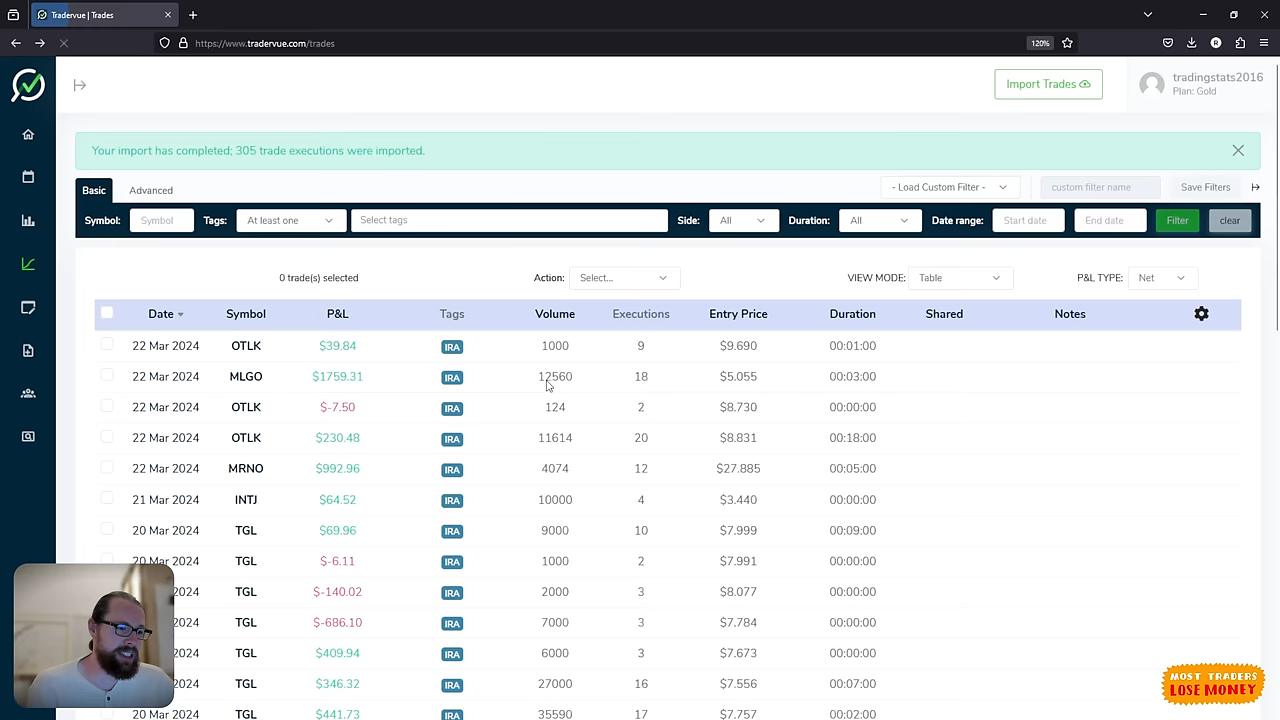 Tradervue | Trades
https://www.tradervue.com/trades
120%
Import Trades
tradingstats2016
Plan: Gold
Your import has completed; 305 trade executions were imported.
Basic
Advanced
- Load Custom Filter -
custom filter name
Save Filters
Symbol: Symbol Tags: At least one Select tags Side: All Duration: All Date range: Start date End date Filter clear
0 trade(s) selected Action: Select... VIEW MODE: Table P&L TYPE: Net
Date Symbol P&L Tags Volume Executions Entry Price Duration Shared Notes
22 Mar 2024 OTLK $39.84 IRA 1000 9 $9.690 00:01:00
22 Mar 2024 MLGO $1759.31 IRA 12560 18 $5.055 00:03:00
22 Mar 2024 OTLK $-7.50 IRA 124 2 $8.730 00:00:00
22 Mar 2024 OTLK $230.48 IRA 11614 20 $8.831 00:18:00
22 Mar 2024 MRNO $992.96 IRA 4074 12 $27.885 00:05:00
21 Mar 2024 INTJ $64.52 IRA 10000 4 $3.440 00:00:00
20 Mar 2024 TGL $69.96 IRA 9000 10 $7.999 00:09:00
20 Mar 2024 TGL $-6.11 IRA 1000 2 $7.991 00:00:00
2024 TGL $-140.02 IRA 2000 3 $8.077 00:00:00
2024 TGL $-686.10 IRA 7000 3 $7.784 00:00:00
2024 TGL $409.94 IRA 6000 3 $7.673 00:00:00
2024 TGL $346.32 IRA 27000 16 $7.556 00:07:00
2024 TGL $441.73 IRA 35590 17 $7.757 00:02:00
MOST TRADERS
LOSE MONEY